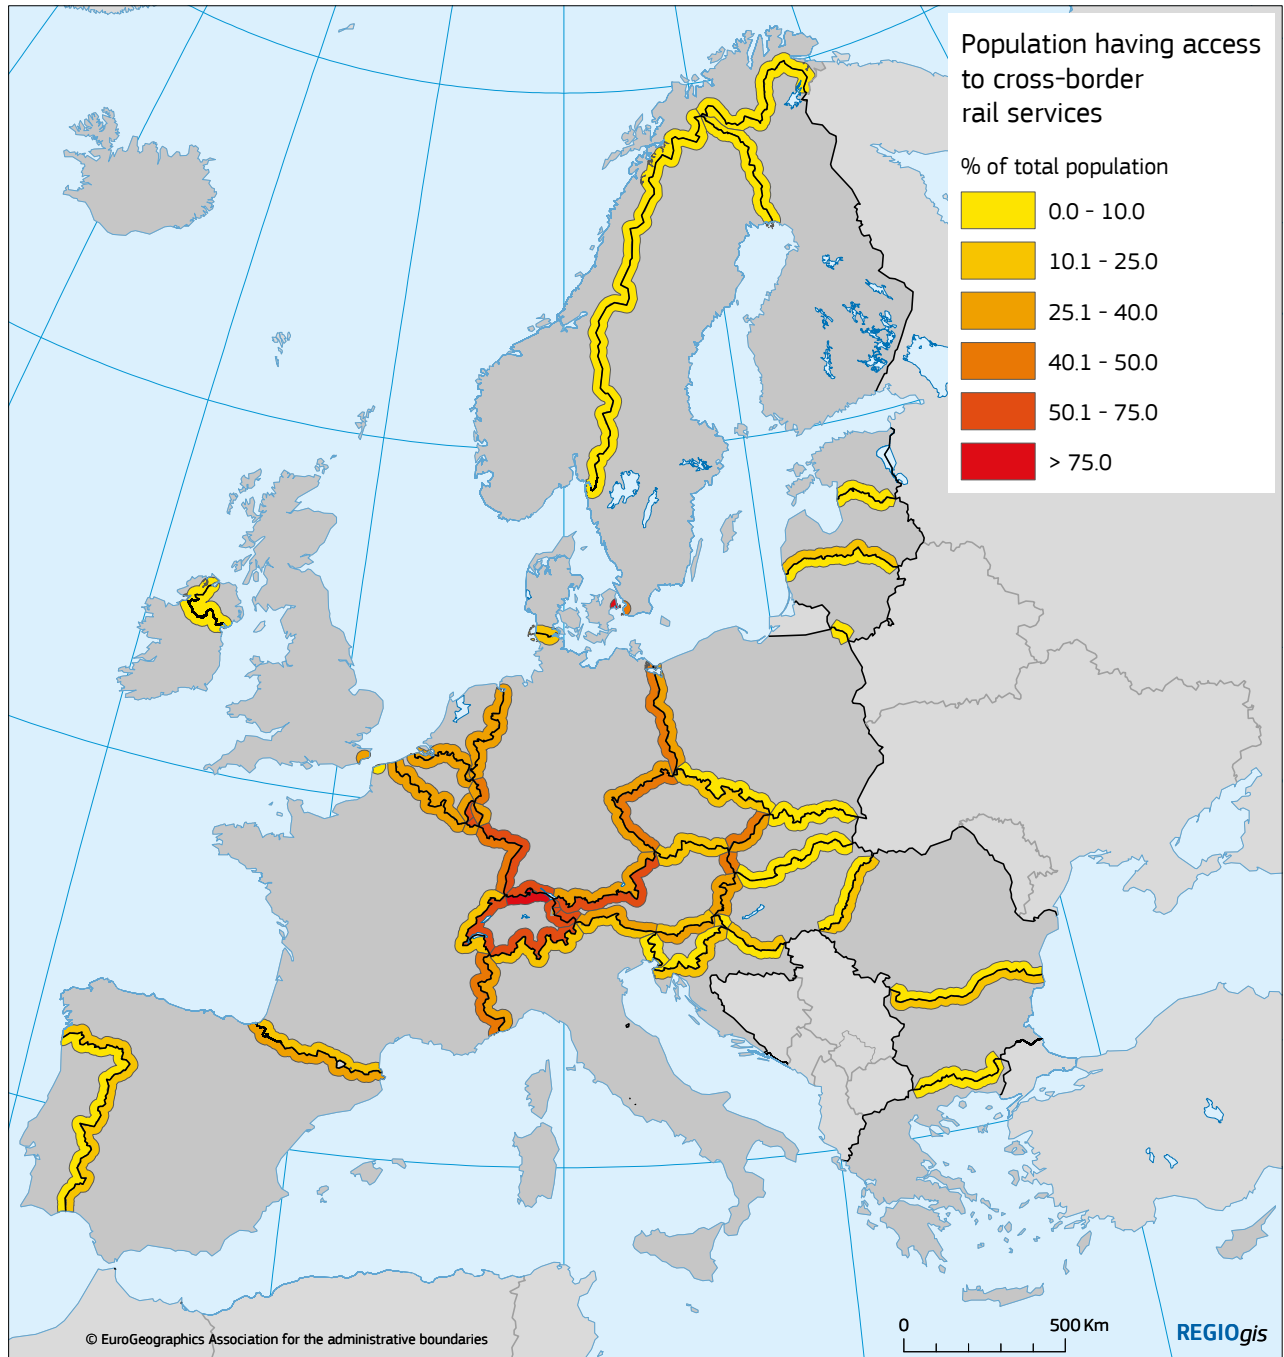 Population having access
to cross-border
rail services
% of total population
0.0 - 10.0
10.1 - 25.0
25.1 - 40.0
40.1 - 50.0
50.1 - 75.0
> 75.0
0 500 Km
© EuroGeographics Association for the administrative boundaries
REGIOgis